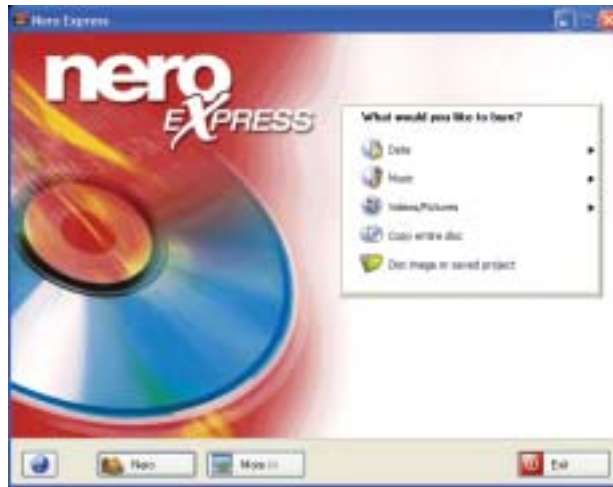 Nero Express
nero
EXPRESS
What would you like to burn?
Data
Music
Videos/Pictures
Copy entire disc
Disc Image or saved project
Nero
More >>
Exit